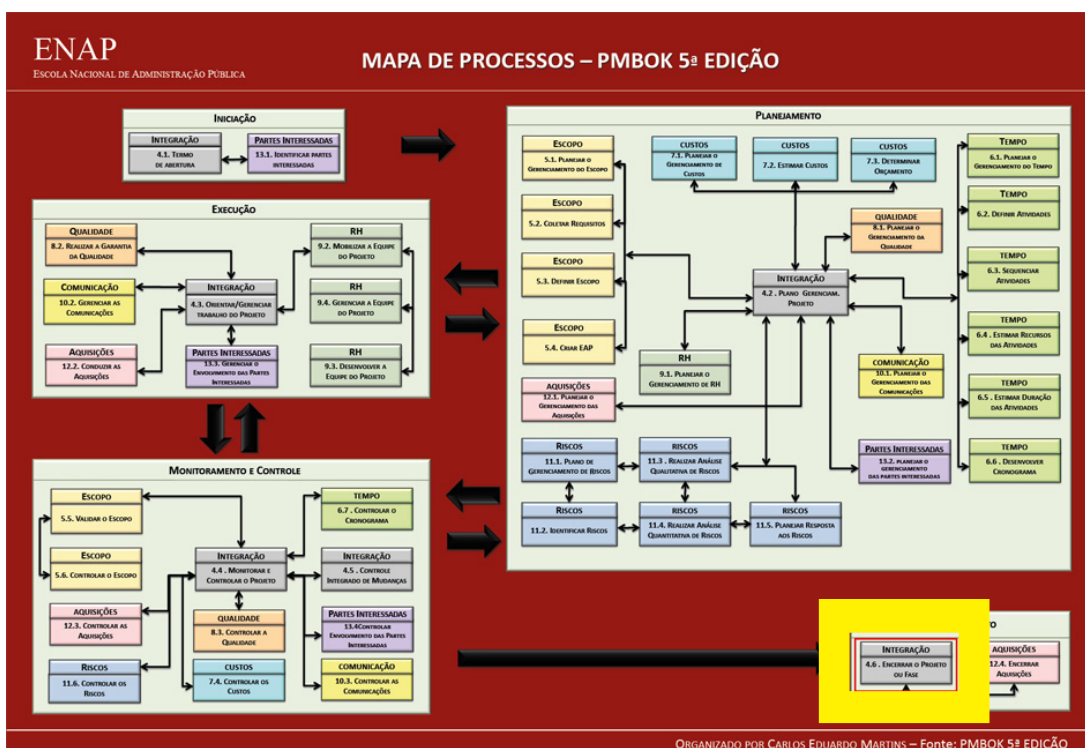 ENAP
ESCOLA NACIONAL DE ADMINISTRAÇÃO PÚBLICA
MAPA DE PROCESSOS – PMBOK 5ª EDIÇÃO
INICIAÇÃO
INTEGRAÇÃO
4.1. TERMO
DE ABERTURA
PARTES INTERESSADAS
13.1. IDENTIFICAR PARTES
INTERESSADAS
EXECUÇÃO
QUALIDADE
8.2. REALIZAR A GARANTIA
DA QUALIDADE
RH
9.2. MOBILIZAR A EQUIPE
DO PROJETO
COMUNICAÇÃO
10.2. GERENCIAR AS
COMUNICAÇÕES
INTEGRAÇÃO
4.3. ORIENTAR/GERENCIAR
TRABALHO DO PROJETO
RH
9.4. GERENCIAR A EQUIPE
DO PROJETO
AQUISIÇÕES
12.2. CONDUZIR AS
AQUISIÇÕES
PARTES INTERESSADAS
13.3. GERENCIAR O
ENVOLVIMENTO DAS PARTES
INTERESSADAS
RH
9.3. DESENVOLVER A
EQUIPE DO PROJETO
PLANEJAMENTO
ESCOPO
5.1. PLANEJAR O
GERENCIAMENTO DO ESCOPO
CUSTOS
7.1. PLANEJAR O
GERENCIAMENTO DE
CUSTOS
CUSTOS
7.2. ESTIMAR CUSTOS
CUSTOS
7.3. DETERMINAR
ORÇAMENTO
TEMPO
6.1. PLANEJAR O
GERENCIAMENTO DO TEMPO
ESCOPO
5.2. COLETAR REQUISITOS
QUALIDADE
8.1. PLANEJAR O
GERENCIAMENTO DA
QUALIDADE
TEMPO
6.2. DEFINIR ATIVIDADES
ESCOPO
5.3. DEFINIR ESCOPO
INTEGRAÇÃO
4.2 . PLANO GERENCIAM.
PROJETO
TEMPO
6.3. SEQUENCIAR
ATIVIDADES
ESCOPO
5.4. CRIAR EAP
RH
9.1. PLANEJAR O
GERENCIAMENTO DE RH
COMUNICAÇÃO
10.1. PLANEJAR O
GERENCIAMENTO DAS
COMUNICAÇÕES
TEMPO
6.4 . ESTIMAR RECURSOS
DAS ATIVIDADES
AQUISIÇÕES
12.1. PLANEJAR O
GERENCIAMENTO DAS
AQUISIÇÕES
TEMPO
6.5 . ESTIMAR DURAÇÃO
DAS ATIVIDADES
RISCOS
11.1. PLANO DE
GERENCIAMENTO DE RISCOS
RISCOS
11.3 . REALIZAR ANÁLISE
QUALITATIVA DE RISCOS
PARTES INTERESSADAS
13.2. PLANEJAR O
GERENCIAMENTO
DAS PARTES INTERESSADAS
TEMPO
6.6 . DESENVOLVER
CRONOGRAMA
RISCOS
11.2. IDENTIFICAR RISCOS
RISCOS
11.4. REALIZAR ANÁLISE
QUANTITATIVA DE RISCOS
RISCOS
11.5. PLANEJAR RESPOSTA
AOS RISCOS
MONITORAMENTO E CONTROLE
ESCOPO
5.5. VALIDAR O ESCOPO
TEMPO
6.7 . CONTROLAR O
CRONOGRAMA
ESCOPO
5.6. CONTROLAR O ESCOPO
INTEGRAÇÃO
4.4 . MONITORAR E
CONTROLAR O PROJETO
INTEGRAÇÃO
4.5 . CONTROLE
INTEGRADO DE MUDANÇAS
AQUISIÇÕES
12.3. CONTROLAR AS
AQUISIÇÕES
QUALIDADE
8.3. CONTROLAR A
QUALIDADE
PARTES INTERESSADAS
13.4CONTROLAR
ENVOLVIMENTO DAS PARTES
INTERESSADAS
RISCOS
11.6. CONTROLAR OS
RISCOS
CUSTOS
7.4. CONTROLAR OS
CUSTOS
COMUNICAÇÃO
10.3. CONTROLAR AS
COMUNICAÇÕES
INTEGRAÇÃO
4.6 . ENCERRAR O PROJETO
OU FASE
AQUISIÇÕES
12.4. ENCERRAR
AQUISIÇÕES
ORGANIZADO POR CARLOS EDUARDO MARTINS – Fonte: PMBOK 5ª EDIÇÃO